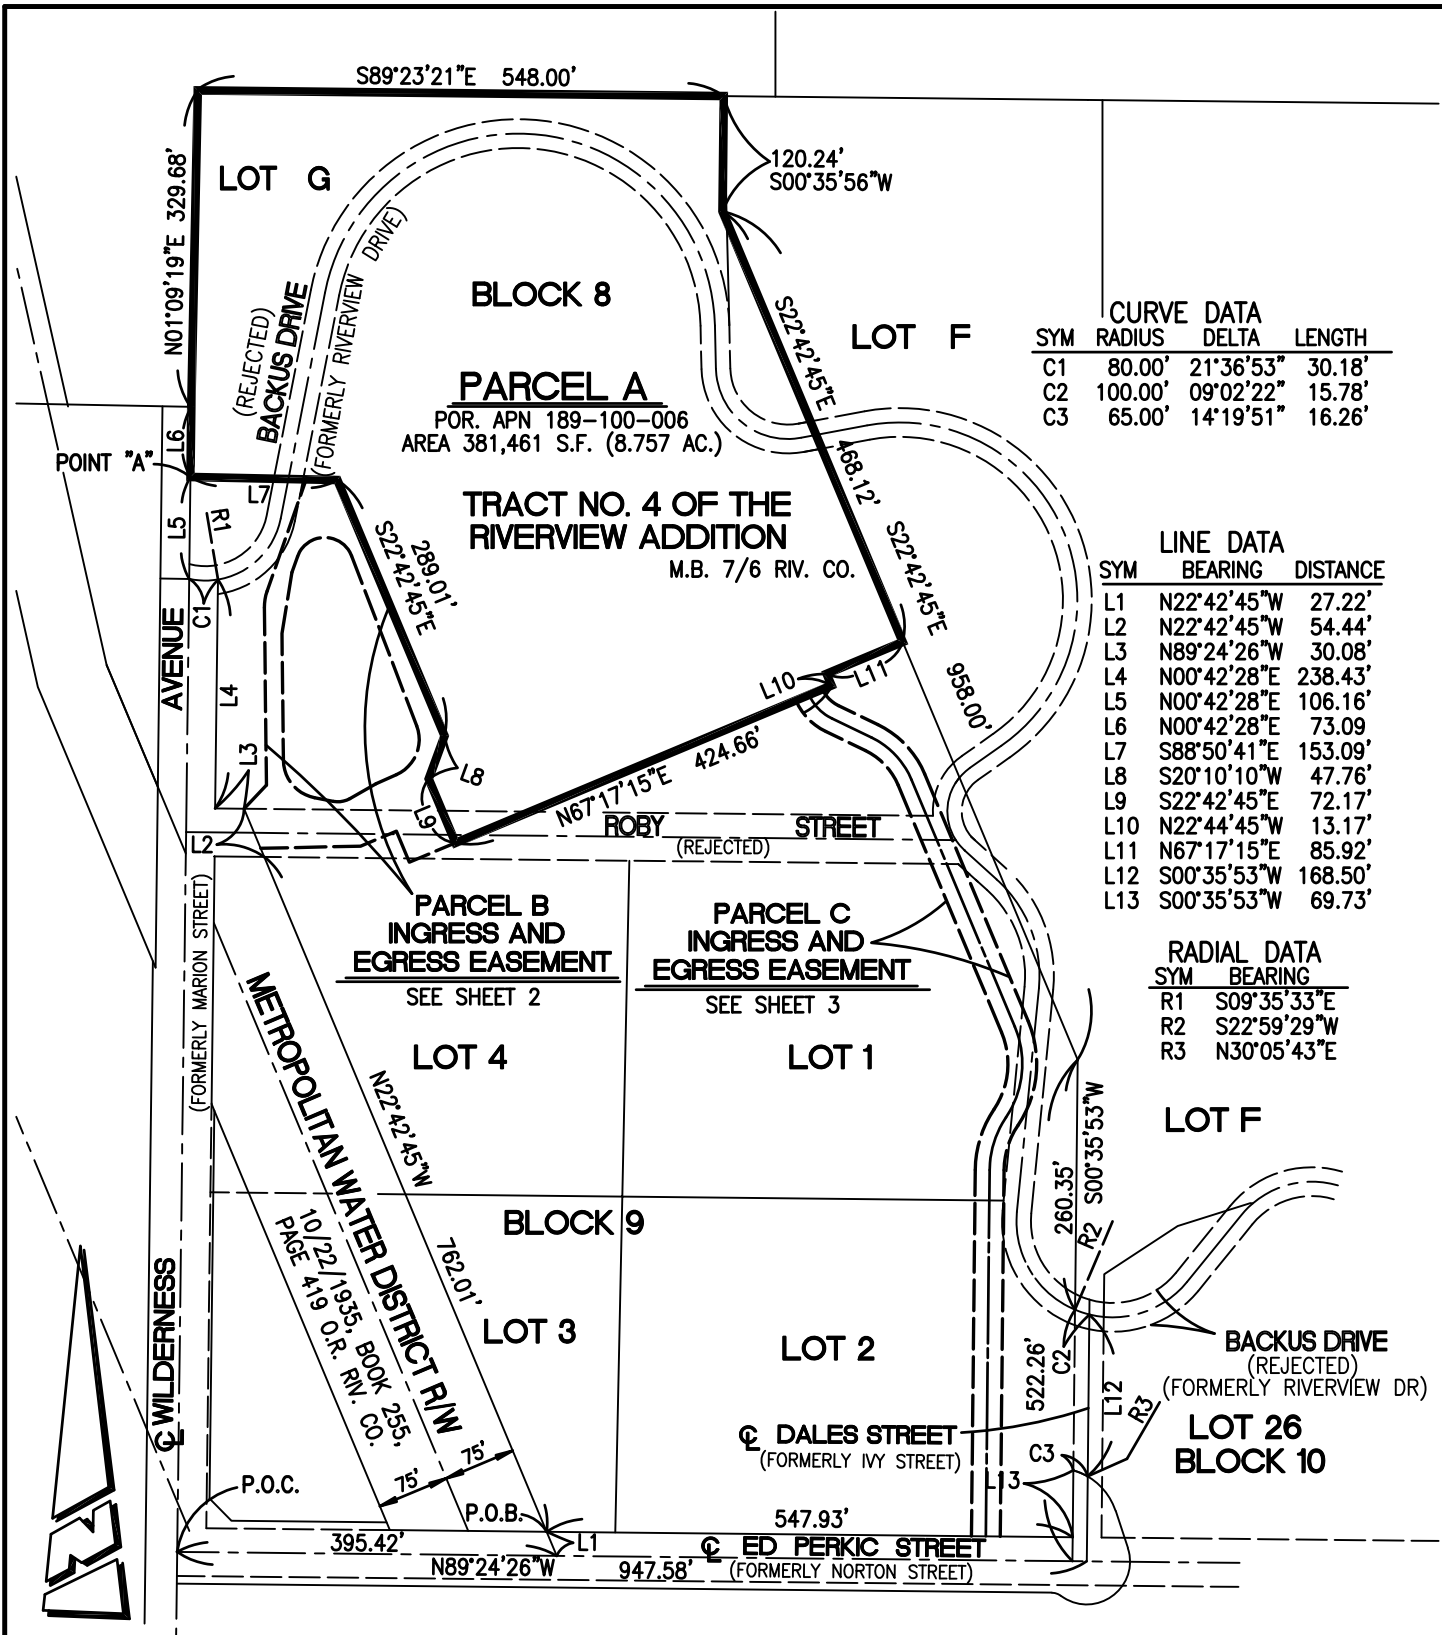 S89°23'21"E 548.00'
120.24'
S00°35'56"W
LOT G
N01°09'19"E 329.68'
(REJECTED)
BACKUS DRIVE
(FORMERLY RIVERVIEW DRIVE)
BLOCK 8
S22°42'45"E
LOT F
PARCEL A
POR. APN 189-100-006
AREA 381,461 S.F. (8.757 AC.)
468.12'
TRACT NO. 4 OF THE
RIVERVIEW ADDITION
M.B. 7/6 RIV. CO.
CURVE DATA
SYM RADIUS DELTA LENGTH
C1 80.00' 21°36'53" 30.18'
C2 100.00' 09°02'22" 15.78'
C3 65.00' 14°19'51" 16.26'
LINE DATA
SYM BEARING DISTANCE
L1 N22°42'45"W 27.22'
L2 N22°42'45"W 54.44'
L3 N89°24'26"W 30.08'
L4 N00°42'28"E 238.43'
L5 N00°42'28"E 106.16'
L6 N00°42'28"E 73.09
L7 S88°50'41"E 153.09'
L8 S20°10'10"W 47.76'
L9 S22°42'45"E 72.17'
L10 N22°44'45"W 13.17'
L11 N67°17'15"E 85.92'
L12 S00°35'53"W 168.50'
L13 S00°35'53"W 69.73'
RADIAL DATA
SYM BEARING
R1 S09°35'33"E
R2 S22°59'29"W
R3 N30°05'43"E
L6
POINT "A"
L7
L5
R1
289.01'
S22°42'45"E
S22°42'45"E
958.00'
C1
AVENUE
L4
L3
L10
L11
L8
L9
N67°17'15"E 424.66'
ROBY STREET
(REJECTED)
L2
(FORMERLY MARION STREET)
PARCEL B
INGRESS AND
EGRESS EASEMENT
SEE SHEET 2
PARCEL C
INGRESS AND
EGRESS EASEMENT
SEE SHEET 3
METROPOLITAN WATER DISTRICT R/W
10/22/1935, BOOK 255,
PAGE 419 O.R. RIV. CO.
LOT 4
LOT 1
N22°42'45"W
762.01'
260.35'
S00°35'53"W
LOT F
BLOCK 9
R2
LOT 3
LOT 2
℄ WILDERNESS
522.26'
C2
L12
R3
BACKUS DRIVE
(REJECTED)
(FORMERLY RIVERVIEW DR)
LOT 26
BLOCK 10
℄ DALES STREET
(FORMERLY IVY STREET)
C3
L13
75'
75'
P.O.C.
P.O.B.
L1
395.42'
547.93'
℄ ED PERKIC STREET
(FORMERLY NORTON STREET)
N89°24'26"W 947.58'